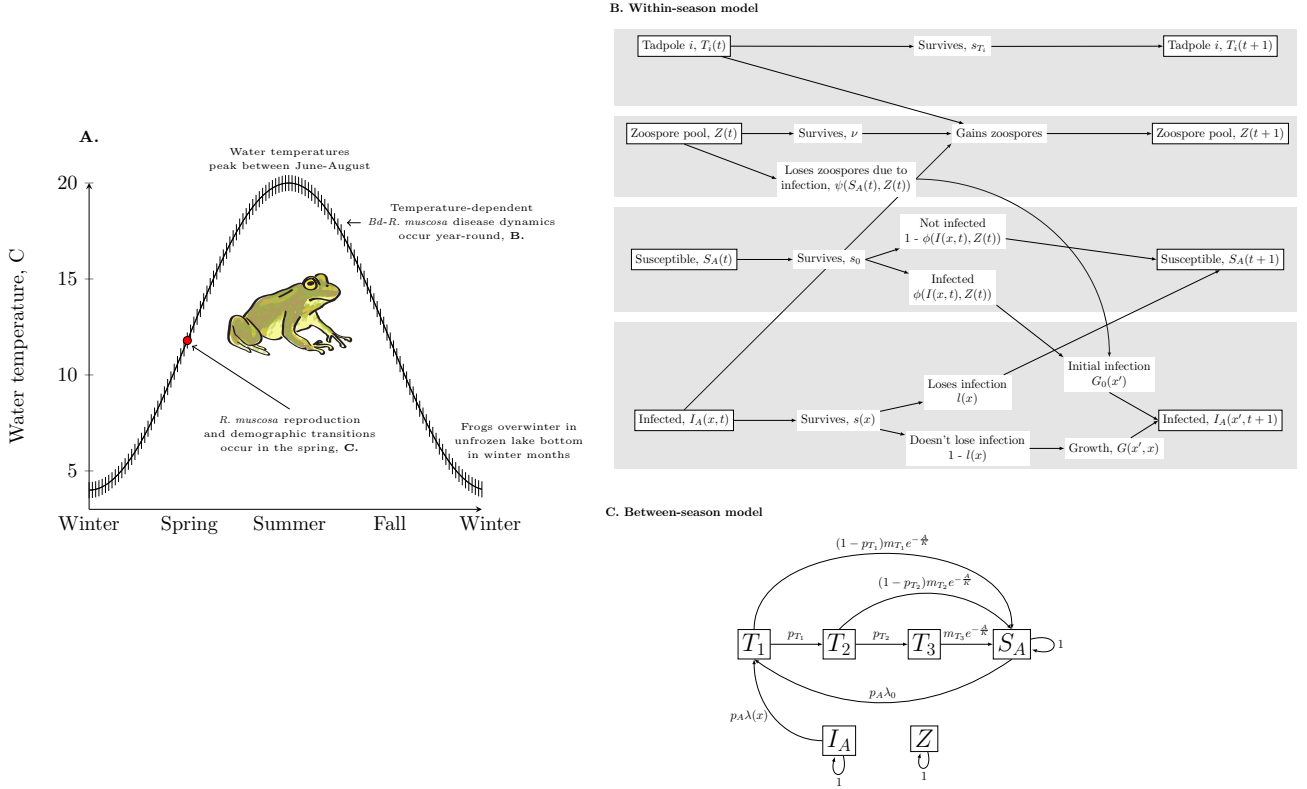 A.
Water temperatures
peak between June-August
Temperature-dependent
Bd-R. muscosa disease dynamics
occur year-round, B.
R. muscosa reproduction
and demographic transitions
occur in the spring, C.
Frogs overwinter in
unfrozen lake bottom
in winter months
Water temperature, C
20
15
10
5
Winter
Spring
Summer
Fall
Winter
B. Within-season model
Tadpole i, T_i(t)
Survives, s_{T_i}
Tadpole i, T_i(t + 1)
Zoospore pool, Z(t)
Survives, ν
Gains zoospores
Zoospore pool, Z(t + 1)
Loses zoospores due to
infection, ψ(S_A(t), Z(t))
Not infected
1 - ϕ(I(x, t), Z(t))
Susceptible, S_A(t)
Survives, s_0
Susceptible, S_A(t + 1)
Infected
ϕ(I(x, t), Z(t))
Initial infection
G_0(x′)
Loses infection
l(x)
Infected, I_A(x, t)
Survives, s(x)
Infected, I_A(x′, t + 1)
Doesn't lose infection
1 - l(x)
Growth, G(x′, x)
C. Between-season model
(1 − p_{T_1})m_{T_1}e^{−A/K}
(1 − p_{T_2})m_{T_2}e^{−A/K}
T_1
p_{T_1}
T_2
p_{T_2}
T_3
m_{T_3}e^{−A/K}
S_A
1
p_Aλ_0
p_Aλ(x)
I_A
1
Z
1